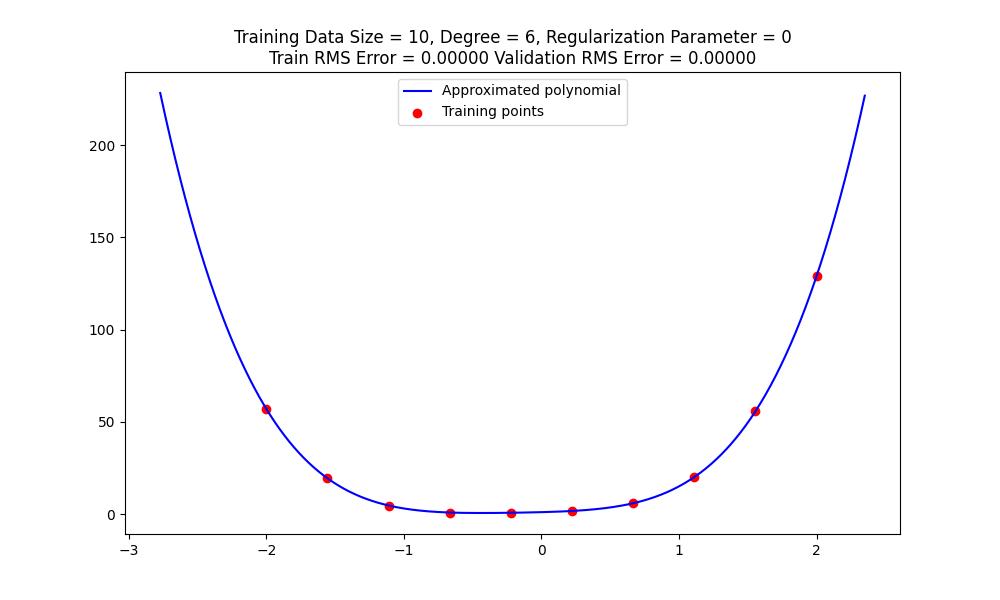 Training Data Size = 10, Degree = 6, Regularization Parameter = 0
Train RMS Error = 0.00000 Validation RMS Error = 0.00000
Approximated polynomial
Training points
200
150
100
50
0
−3
−2
−1
0
1
2